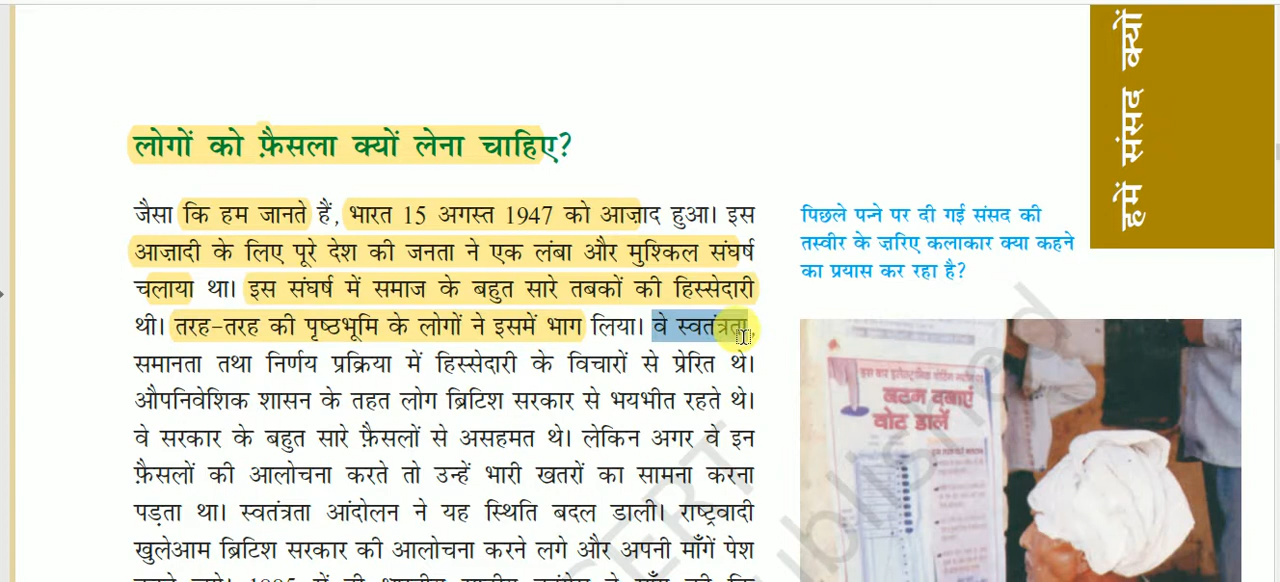 हमें संसद क्यों
लोगों को फ़ैसला क्यों लेना चाहिए?
जैसा कि हम जानते हैं, भारत 15 अगस्त 1947 को आज़ाद हुआ। इस
आज़ादी के लिए पूरे देश की जनता ने एक लंबा और मुश्किल संघर्ष
चलाया था। इस संघर्ष में समाज के बहुत सारे तबकों की हिस्सेदारी
थी। तरह-तरह की पृष्ठभूमि के लोगों ने इसमें भाग लिया। वे स्वतंत्रता,
समानता तथा निर्णय प्रक्रिया में हिस्सेदारी के विचारों से प्रेरित थे।
औपनिवेशिक शासन के तहत लोग ब्रिटिश सरकार से भयभीत रहते थे।
वे सरकार के बहुत सारे फ़ैसलों से असहमत थे। लेकिन अगर वे इन
फ़ैसलों की आलोचना करते तो उन्हें भारी खतरों का सामना करना
पड़ता था। स्वतंत्रता आंदोलन ने यह स्थिति बदल डाली। राष्ट्रवादी
खुलेआम ब्रिटिश सरकार की आलोचना करने लगे और अपनी माँगें पेश
पिछले पन्ने पर दी गई संसद की
तस्वीर के ज़रिए कलाकार क्या कहने
का प्रयास कर रहा है?
बटन दबाएं
वोट डालें